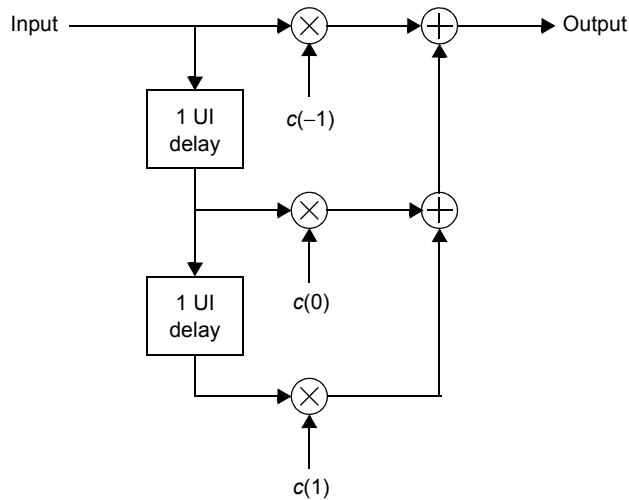 Input
Output
1 UI
delay
c(−1)
c(0)
1 UI
delay
c(1)